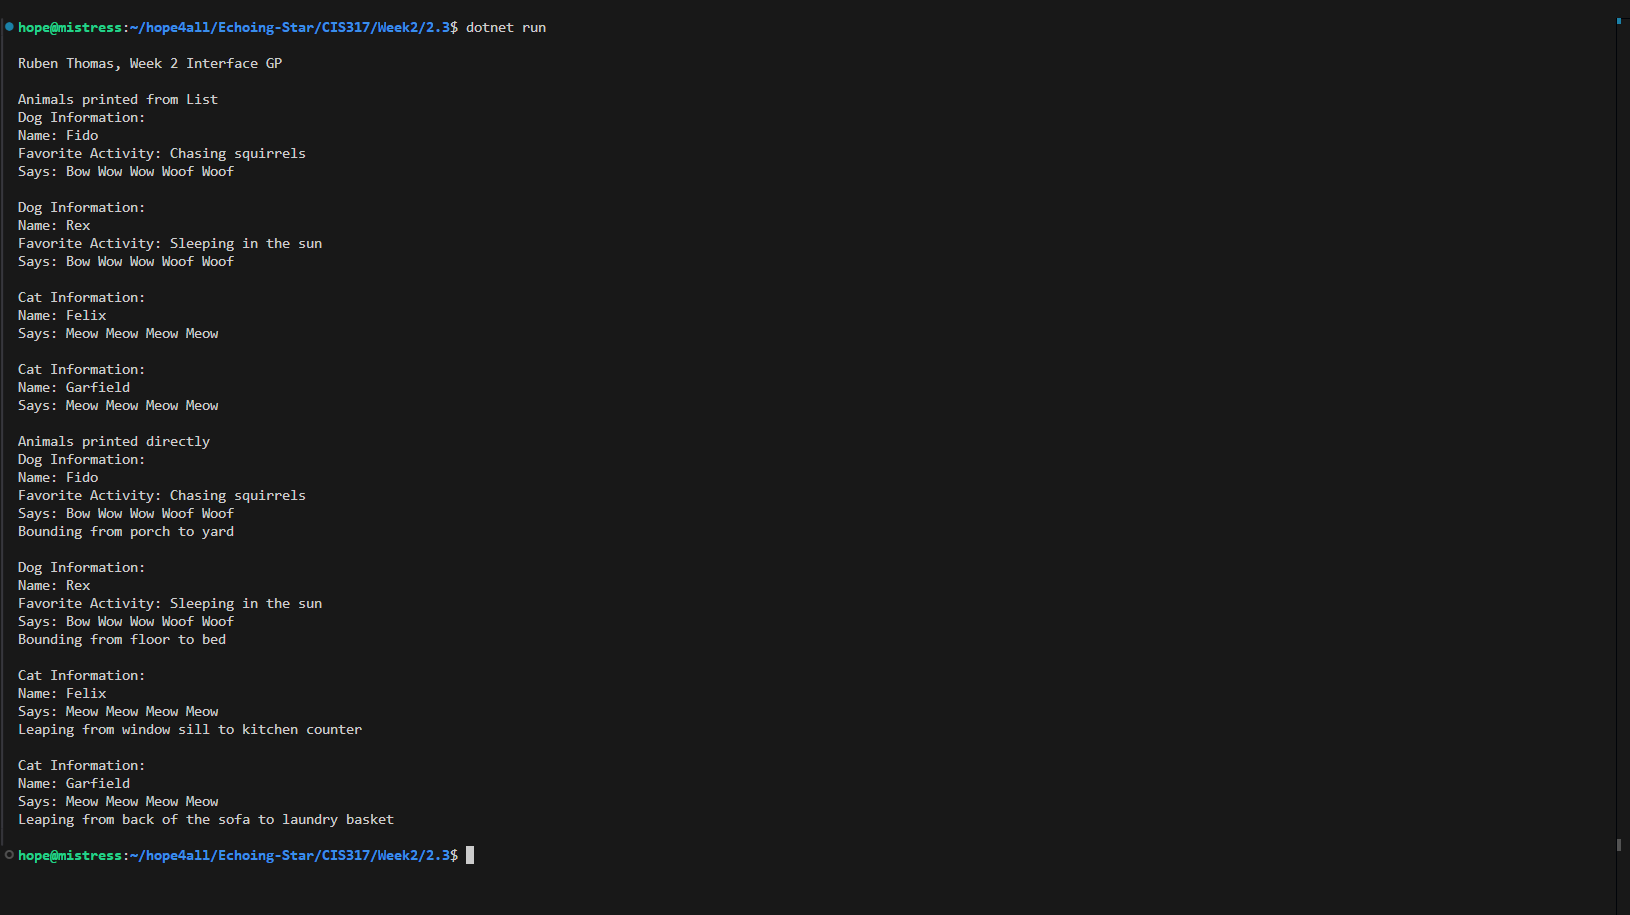 hope@mistress:~/hope4all/Echoing-Star/CIS317/Week2/2.3$ dotnet run
Ruben Thomas, Week 2 Interface GP
Animals printed from List
Dog Information:
Name: Fido
Favorite Activity: Chasing squirrels
Says: Bow Wow Wow Woof Woof
Dog Information:
Name: Rex
Favorite Activity: Sleeping in the sun
Says: Bow Wow Wow Woof Woof
Cat Information:
Name: Felix
Says: Meow Meow Meow Meow
Cat Information:
Name: Garfield
Says: Meow Meow Meow Meow
Animals printed directly
Dog Information:
Name: Fido
Favorite Activity: Chasing squirrels
Says: Bow Wow Wow Woof Woof
Bounding from porch to yard
Dog Information:
Name: Rex
Favorite Activity: Sleeping in the sun
Says: Bow Wow Wow Woof Woof
Bounding from floor to bed
Cat Information:
Name: Felix
Says: Meow Meow Meow Meow
Leaping from window sill to kitchen counter
Cat Information:
Name: Garfield
Says: Meow Meow Meow Meow
Leaping from back of the sofa to laundry basket
hope@mistress:~/hope4all/Echoing-Star/CIS317/Week2/2.3$